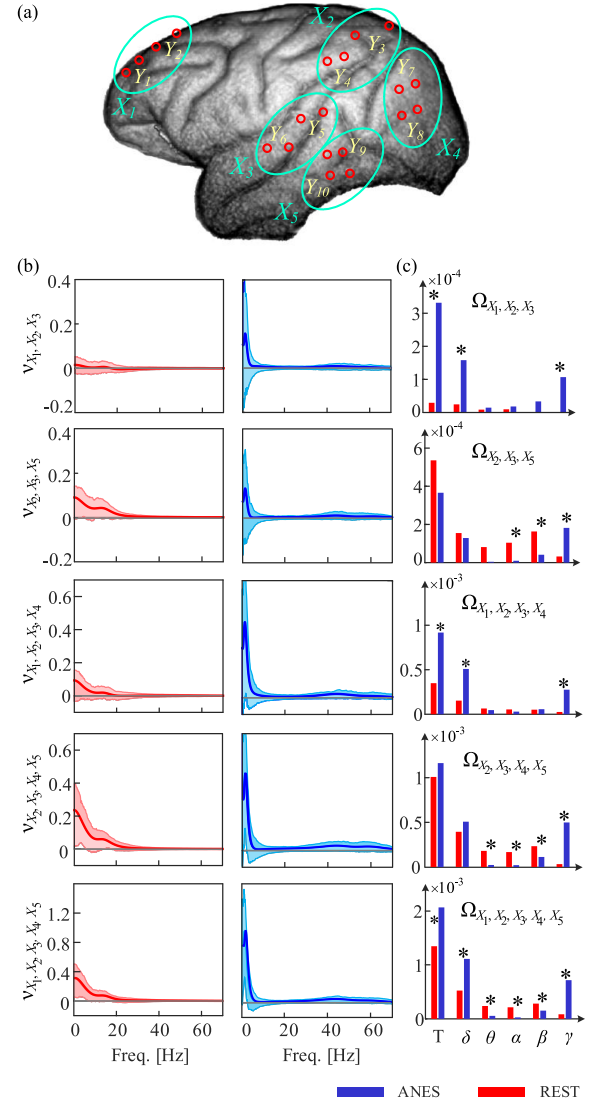 (a)
X2
Y2
Y3
Y1
Y4
Y7
X1
Y5
Y8
Y6
Y9
X3
X4
Y10
X5
(b)
(c)
0.4
0.2
0
-0.2
νX1, X2, X3
×10-4
ΩX1, X2, X3
* * *
3
2
1
0
0.4
0.2
0
-0.2
νX2, X3, X5
×10-4
ΩX2, X3, X5
* * *
6
4
2
0
0.6
0.4
0.2
0
νX1, X2, X3, X4
×10-3
ΩX1, X2, X3, X4
* * *
1
0.5
0
0.6
0.4
0.2
0
νX2, X3, X4, X5
×10-3
ΩX2, X3, X4, X5
* * * *
1
0.5
0
1.2
0.8
0.4
0
νX1, X2, X3, X4, X5
×10-3
ΩX1, X2, X3, X4, X5
* * * * * *
2
1
0
0 20 40 60
0 20 40 60
T δ θ α β γ
Freq. [Hz]
Freq. [Hz]
ANES REST